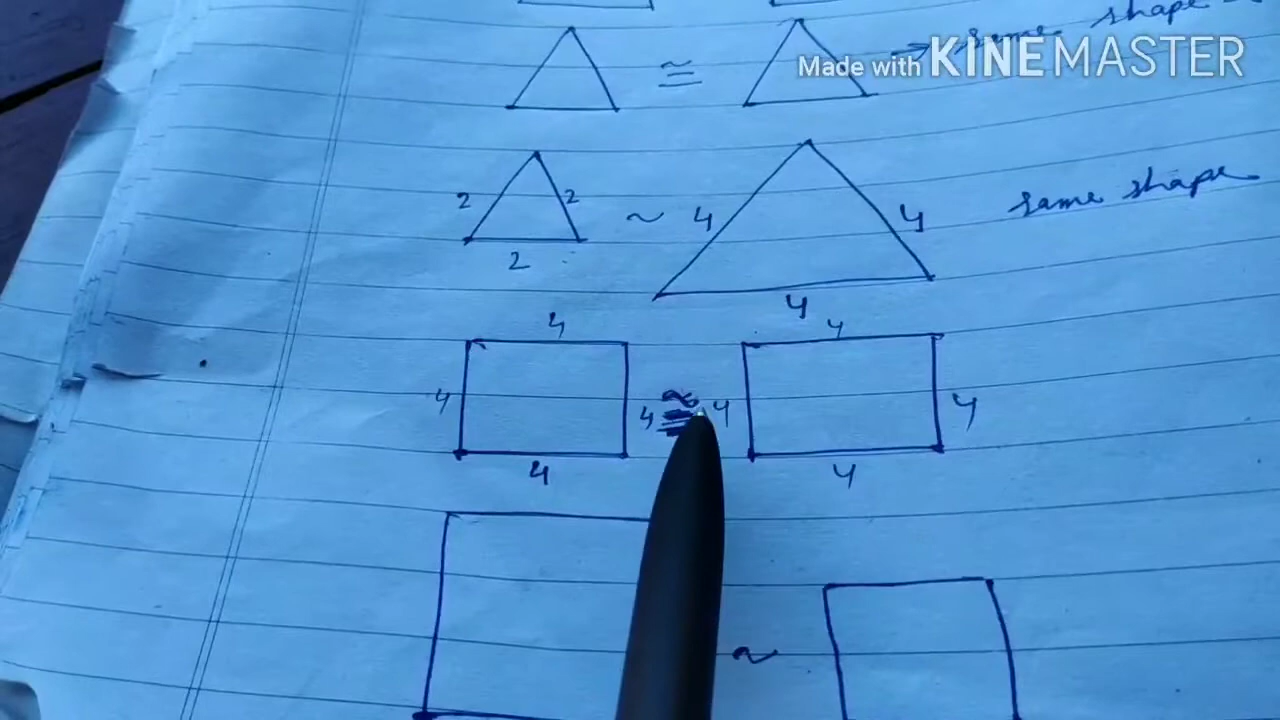 same shape
Made with KINEMASTER
≅
2 2 ~ 4 4 same shape
2
4
4 4
4 ≅ 4 4 4
4 4
~